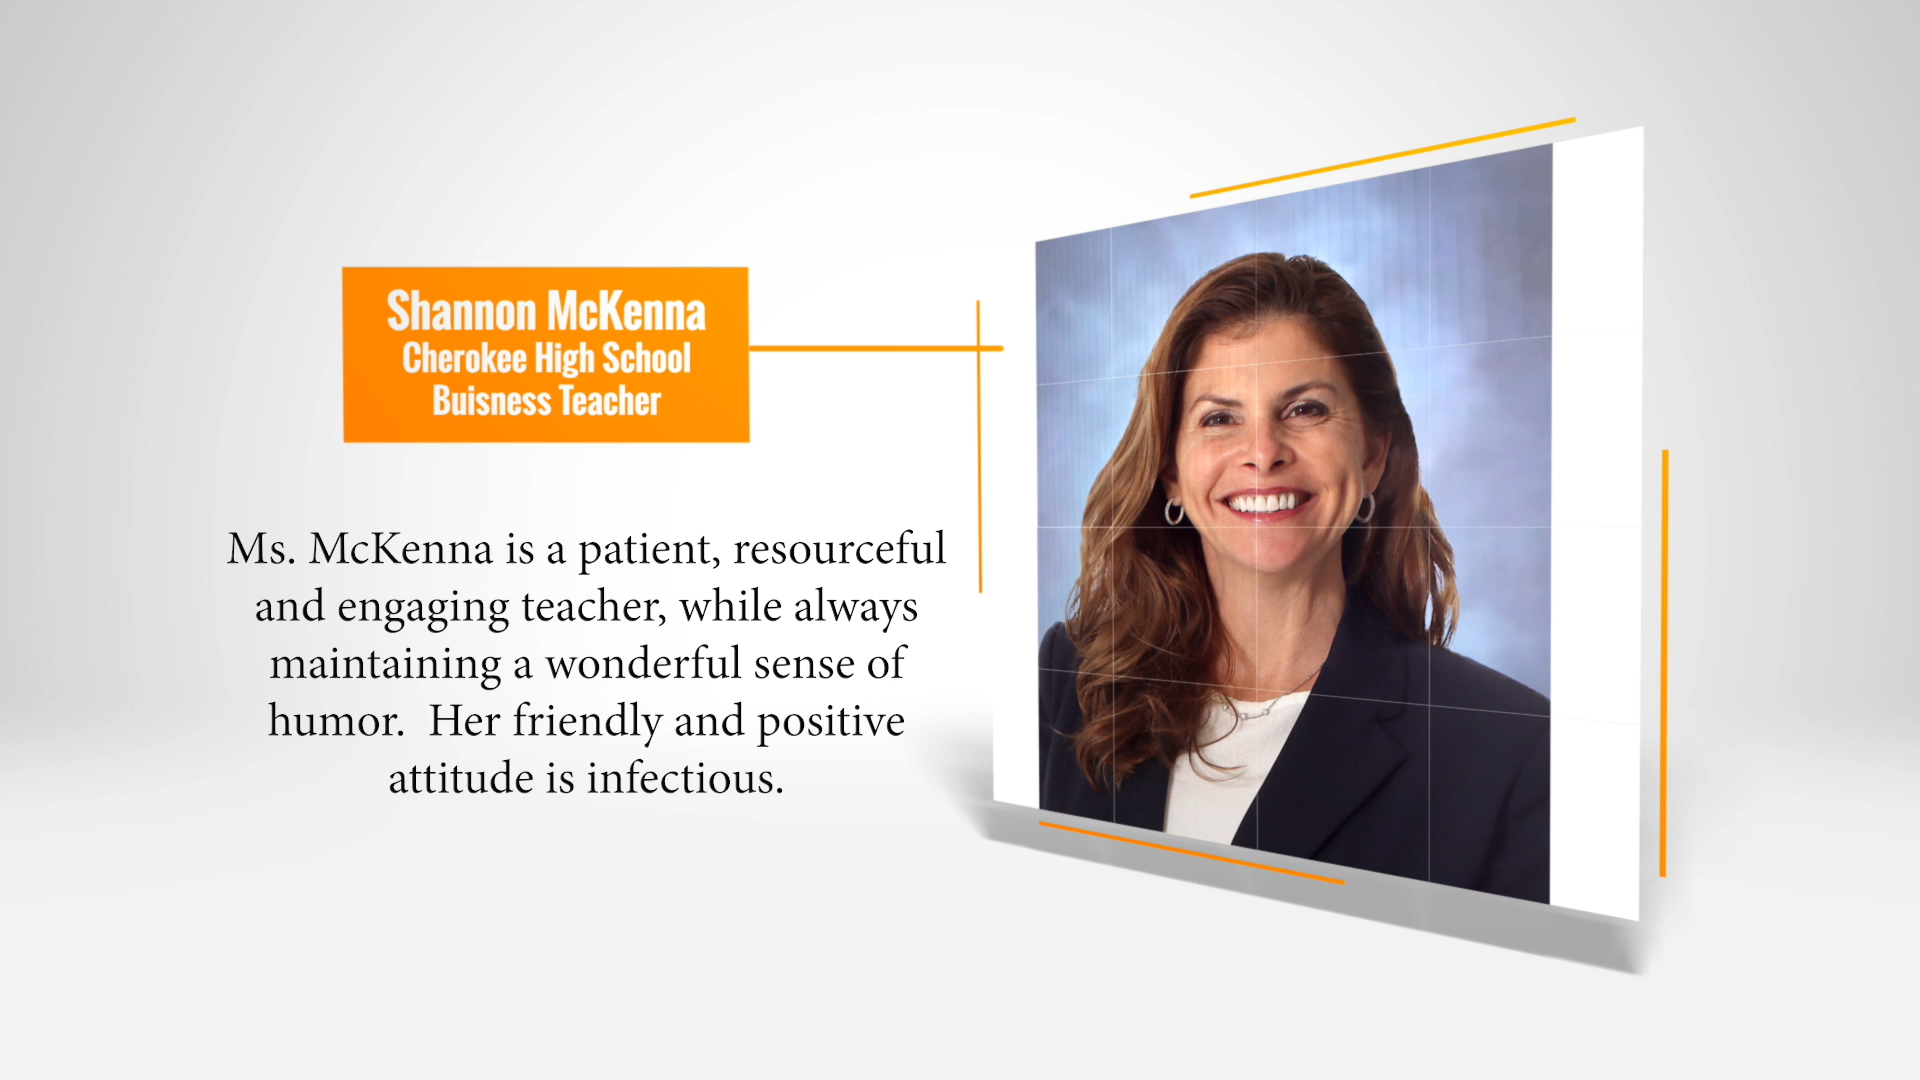 Shannon McKenna
Cherokee High School
Buisness Teacher
Ms. McKenna is a patient, resourceful
and engaging teacher, while always
maintaining a wonderful sense of
humor.  Her friendly and positive
attitude is infectious.